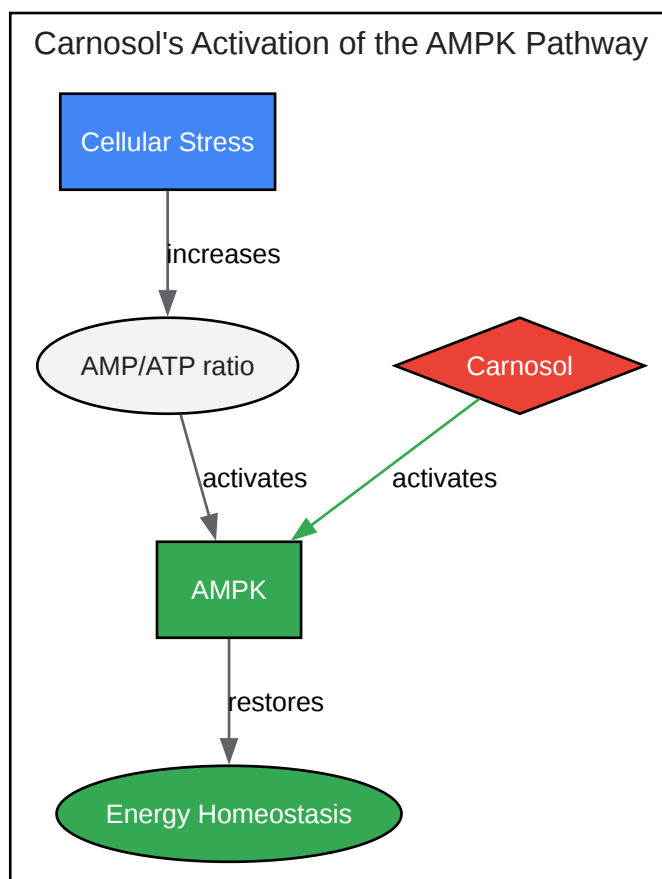 Carnosol's Activation of the AMPK Pathway
Cellular Stress
increases
AMP/ATP ratio
Carnosol
activates
activates
AMPK
restores
Energy Homeostasis